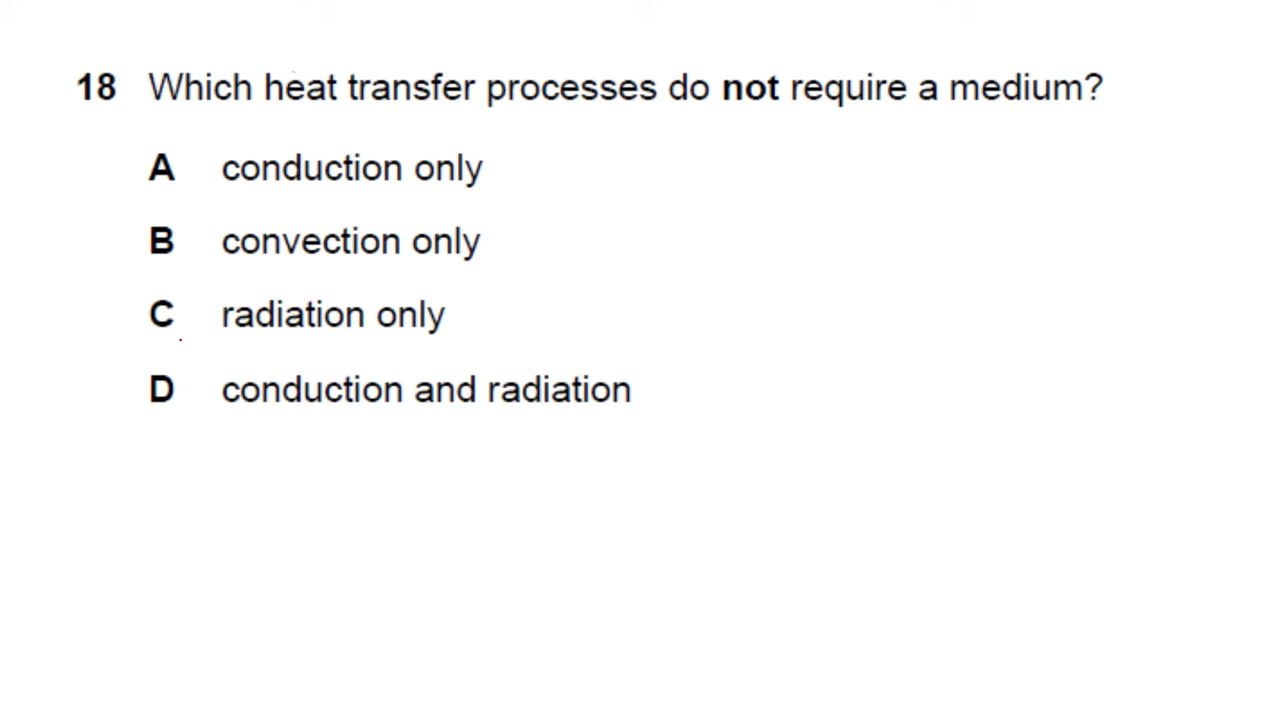 18 Which heat transfer processes do not require a medium?
A conduction only
B convection only
C radiation only
D conduction and radiation